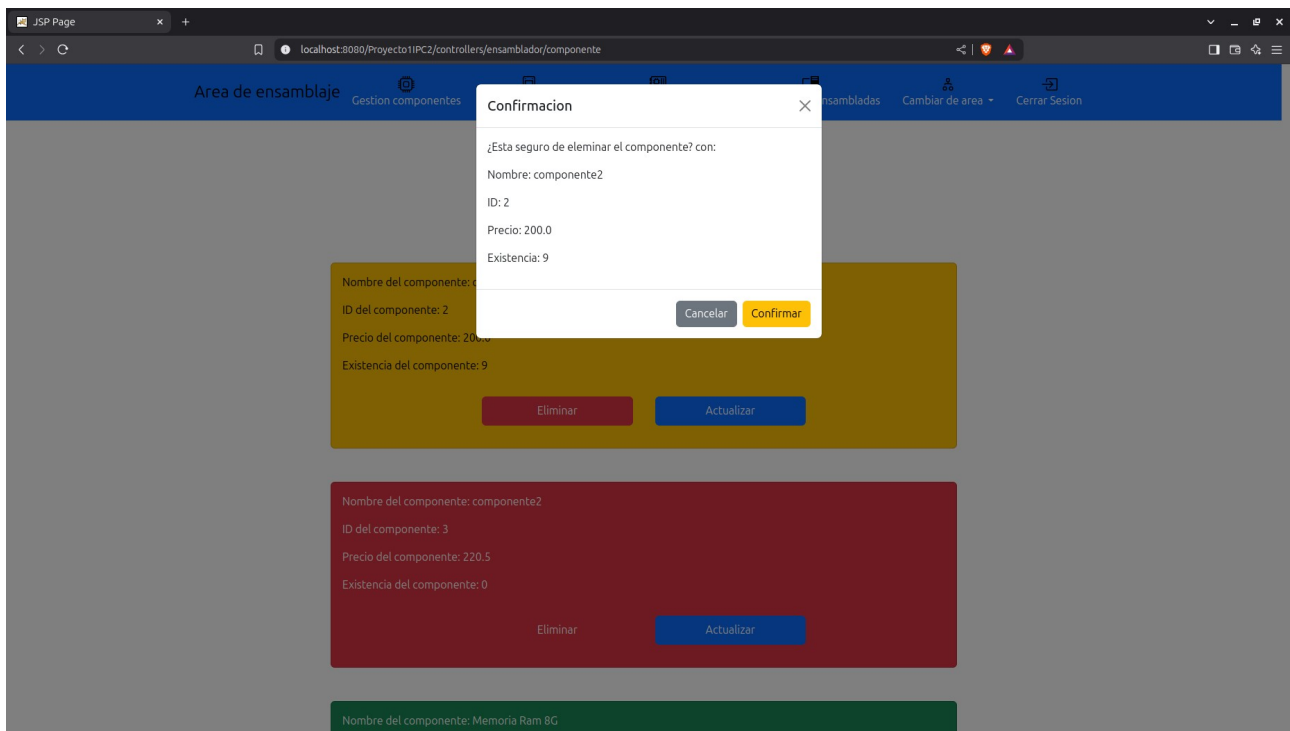 JSP Page
localhost:8080/Proyecto1IPC2/controllers/ensamblador/componente
Area de ensamblaje
Gestion componentes
nsambladas
Cambiar de area
Cerrar Sesion
Confirmacion
¿Esta seguro de eleminar el componente? con:
Nombre: componente2
ID: 2
Precio: 200.0
Existencia: 9
Cancelar
Confirmar
Nombre del componente:
ID del componente: 2
Precio del componente: 200.0
Existencia del componente: 9
Eliminar
Actualizar
Nombre del componente: componente2
ID del componente: 3
Precio del componente: 220.5
Existencia del componente: 0
Eliminar
Actualizar
Nombre del componente: Memoria Ram 8G